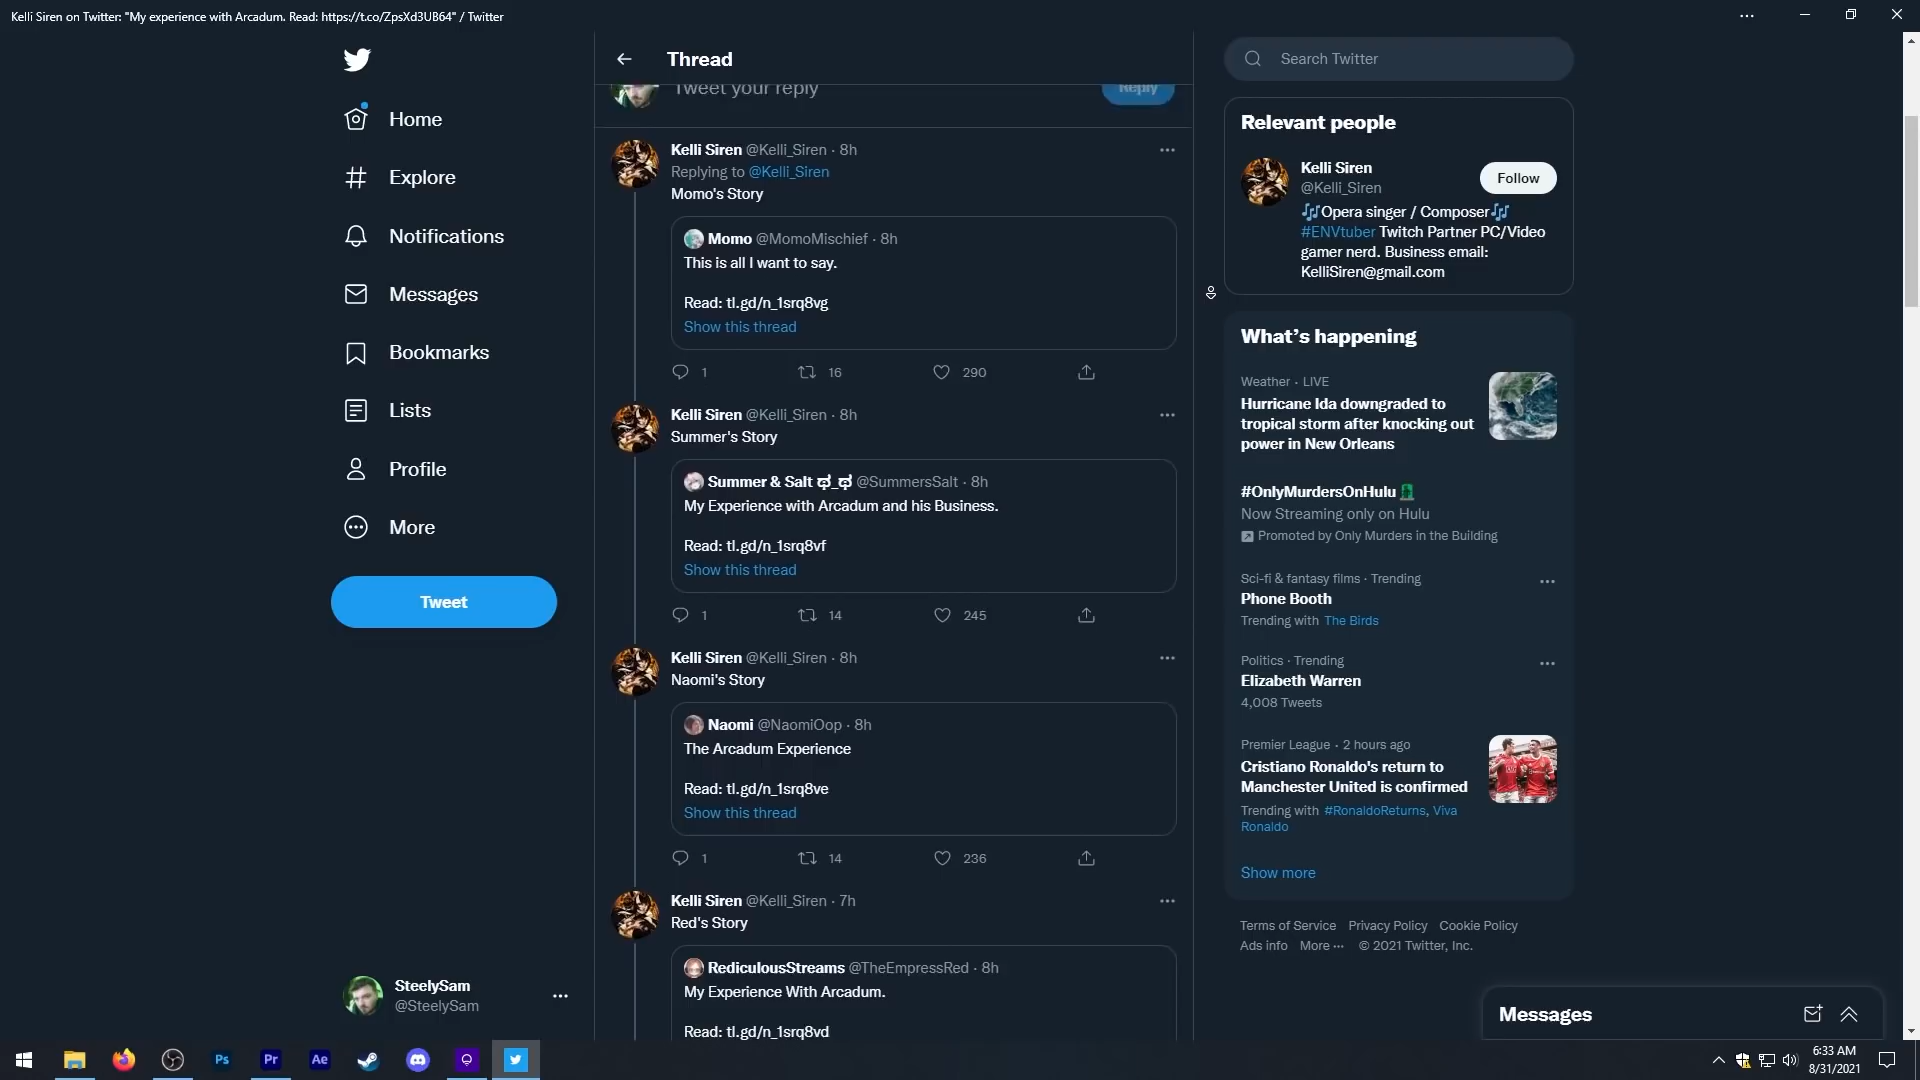 Kelli Siren on Twitter: "My experience with Arcadum. Read: https://t.co/ZpsXd3UB64" / Twitter
Home
Explore
Notifications
Messages
Bookmarks
Lists
Profile
More
Tweet
SteelySam
@SteelySam
Thread
Tweet your reply
Reply
Kelli Siren @Kelli_Siren · 8h
Replying to @Kelli_Siren
Momo's Story
Momo @MomoMischief · 8h
This is all I want to say.
Read: tl.gd/n_1srq8vg
Show this thread
1 16 290
Kelli Siren @Kelli_Siren · 8h
Summer's Story
Summer & Salt ಥ_ಥ @SummersSalt · 8h
My Experience with Arcadum and his Business.
Read: tl.gd/n_1srq8vf
Show this thread
1 14 245
Kelli Siren @Kelli_Siren · 8h
Naomi's Story
Naomi @NaomiOop · 8h
The Arcadum Experience
Read: tl.gd/n_1srq8ve
Show this thread
1 14 236
Kelli Siren @Kelli_Siren · 7h
Red's Story
RediculousStreams @TheEmpressRed · 8h
My Experience With Arcadum.
Read: tl.gd/n_1srq8vd
Search Twitter
Relevant people
Kelli Siren
@Kelli_Siren
Follow
🎶Opera singer / Composer🎶
#ENVtuber Twitch Partner PC/Video
gamer nerd. Business email:
KelliSiren@gmail.com
What's happening
Weather · LIVE
Hurricane Ida downgraded to
tropical storm after knocking out
power in New Orleans
#OnlyMurdersOnHulu
Now Streaming only on Hulu
Promoted by Only Murders in the Building
Sci-fi & fantasy films · Trending
Phone Booth
Trending with The Birds
Politics · Trending
Elizabeth Warren
4,008 Tweets
Premier League · 2 hours ago
Cristiano Ronaldo's return to
Manchester United is confirmed
Trending with #RonaldoReturns, Viva
Ronaldo
Show more
Terms of Service Privacy Policy Cookie Policy
Ads info More ··· © 2021 Twitter, Inc.
Messages
Ps
Pr
Ae
6:33 AM
8/31/2021